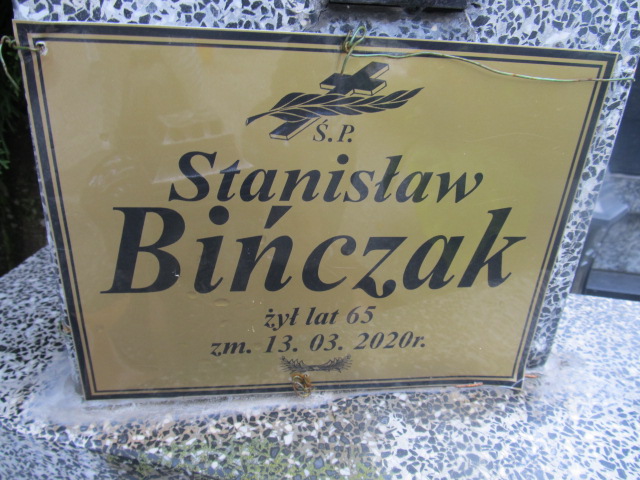 Ś.P.
Stanisław
Bińczak
żył lat 65
zm. 13. 03. 2020r.